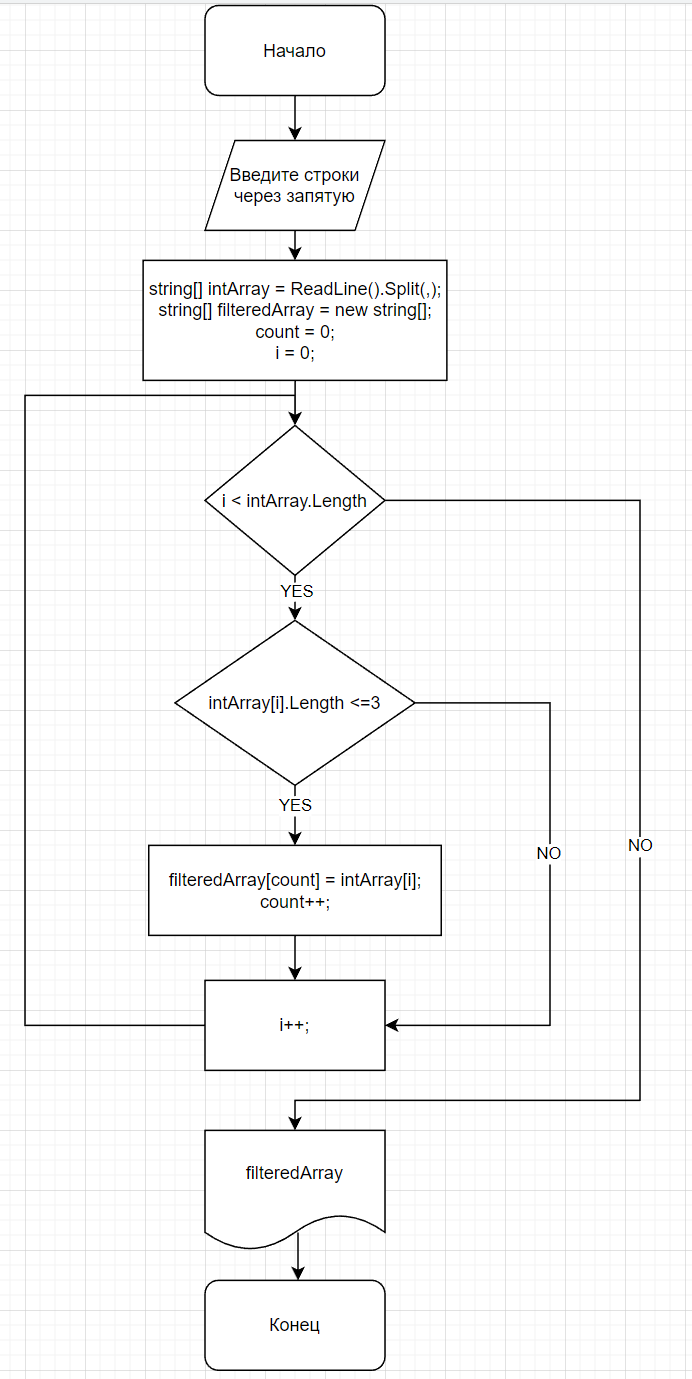 Начало
Введите строки
через запятую
string[] intArray = ReadLine().Split(,);
string[] filteredArray = new string[];
count = 0;
i = 0;
i < intArray.Length
YES
intArray[i].Length <=3
YES
NO
NO
filteredArray[count] = intArray[i];
count++;
i++;
filteredArray
Конец